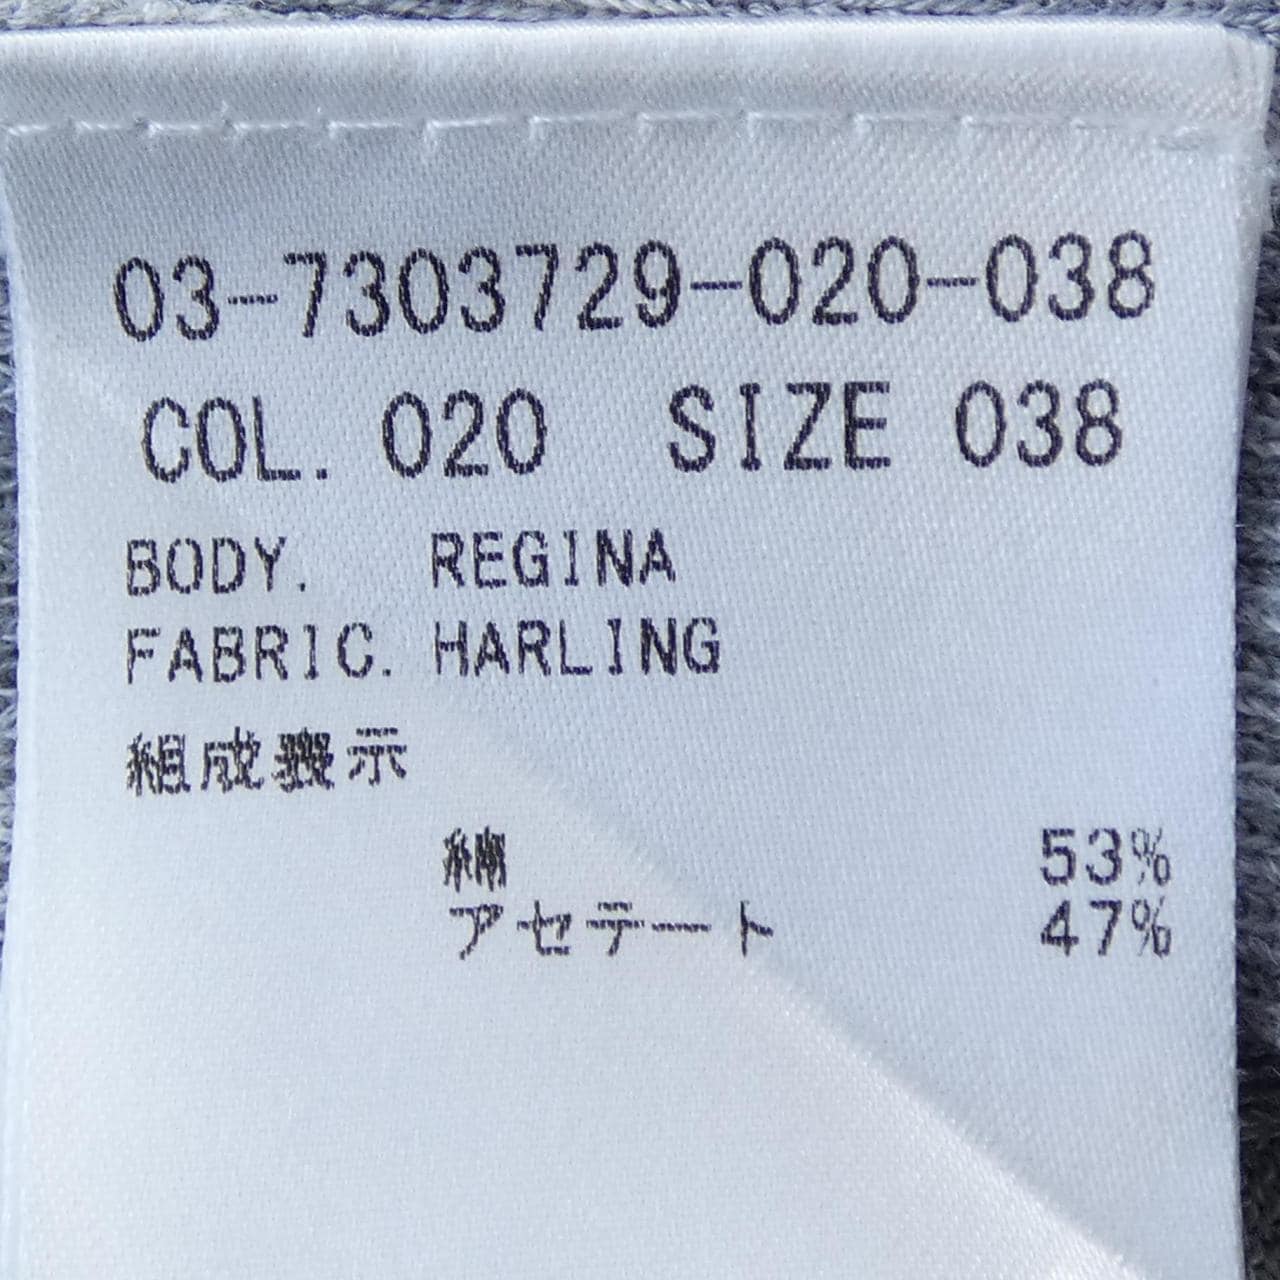 03-7303729-020-038
COL. 020 SIZE 038
BODY. REGINA
FABRIC. HARLING
組成表示
綿 53%
アセテート 47%